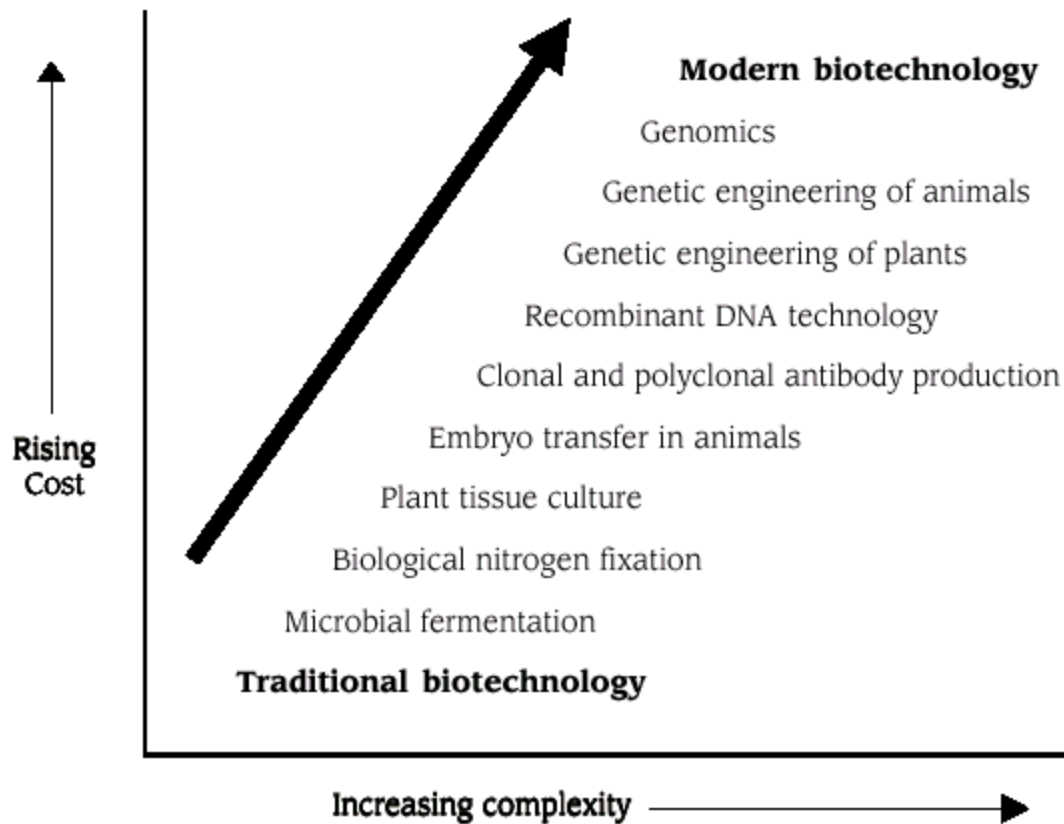 Modern biotechnology
Genomics
Genetic engineering of animals
Genetic engineering of plants
Recombinant DNA technology
Clonal and polyclonal antibody production
Embryo transfer in animals
Rising
Cost
Plant tissue culture
Biological nitrogen fixation
Microbial fermentation
Traditional biotechnology
Increasing complexity